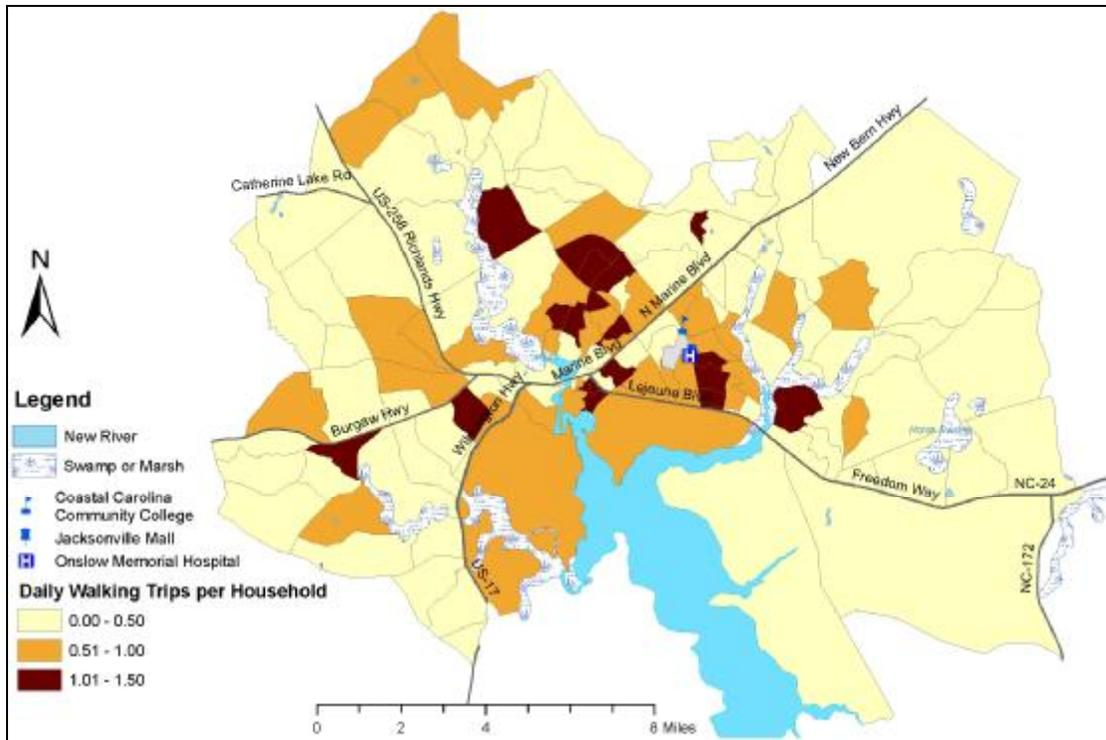 New Bern Hwy
Catherine Lake Rd
US-258 Richlands Hwy
N
N Marine Blvd
Marine Blvd
Lejeune Blvd
Burgaw Hwy
Wilmington Hwy
Freedom Way
NC-24
NC-172
US-17
Legend
New River
Swamp or Marsh
Coastal Carolina
Community College
Jacksonville Mall
H Onslow Memorial Hospital
H
Daily Walking Trips per Household
0.00 - 0.50
0.51 - 1.00
1.01 - 1.50
0 2 4 8 Miles